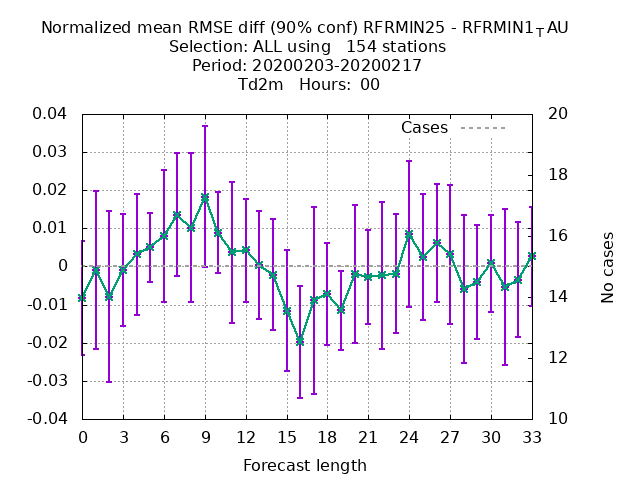 Normalized mean RMSE diff (90% conf) RFRMIN25 - RFRMIN1TAU
Selection: ALL using 154 stations
Period: 20200203-20200217
Td2m Hours: 00
Cases
0.04
0.03
0.02
0.01
0
-0.01
-0.02
-0.03
-0.04
20
18
16
14
12
10
No cases
0 3 6 9 12 15 18 21 24 27 30 33
Forecast length